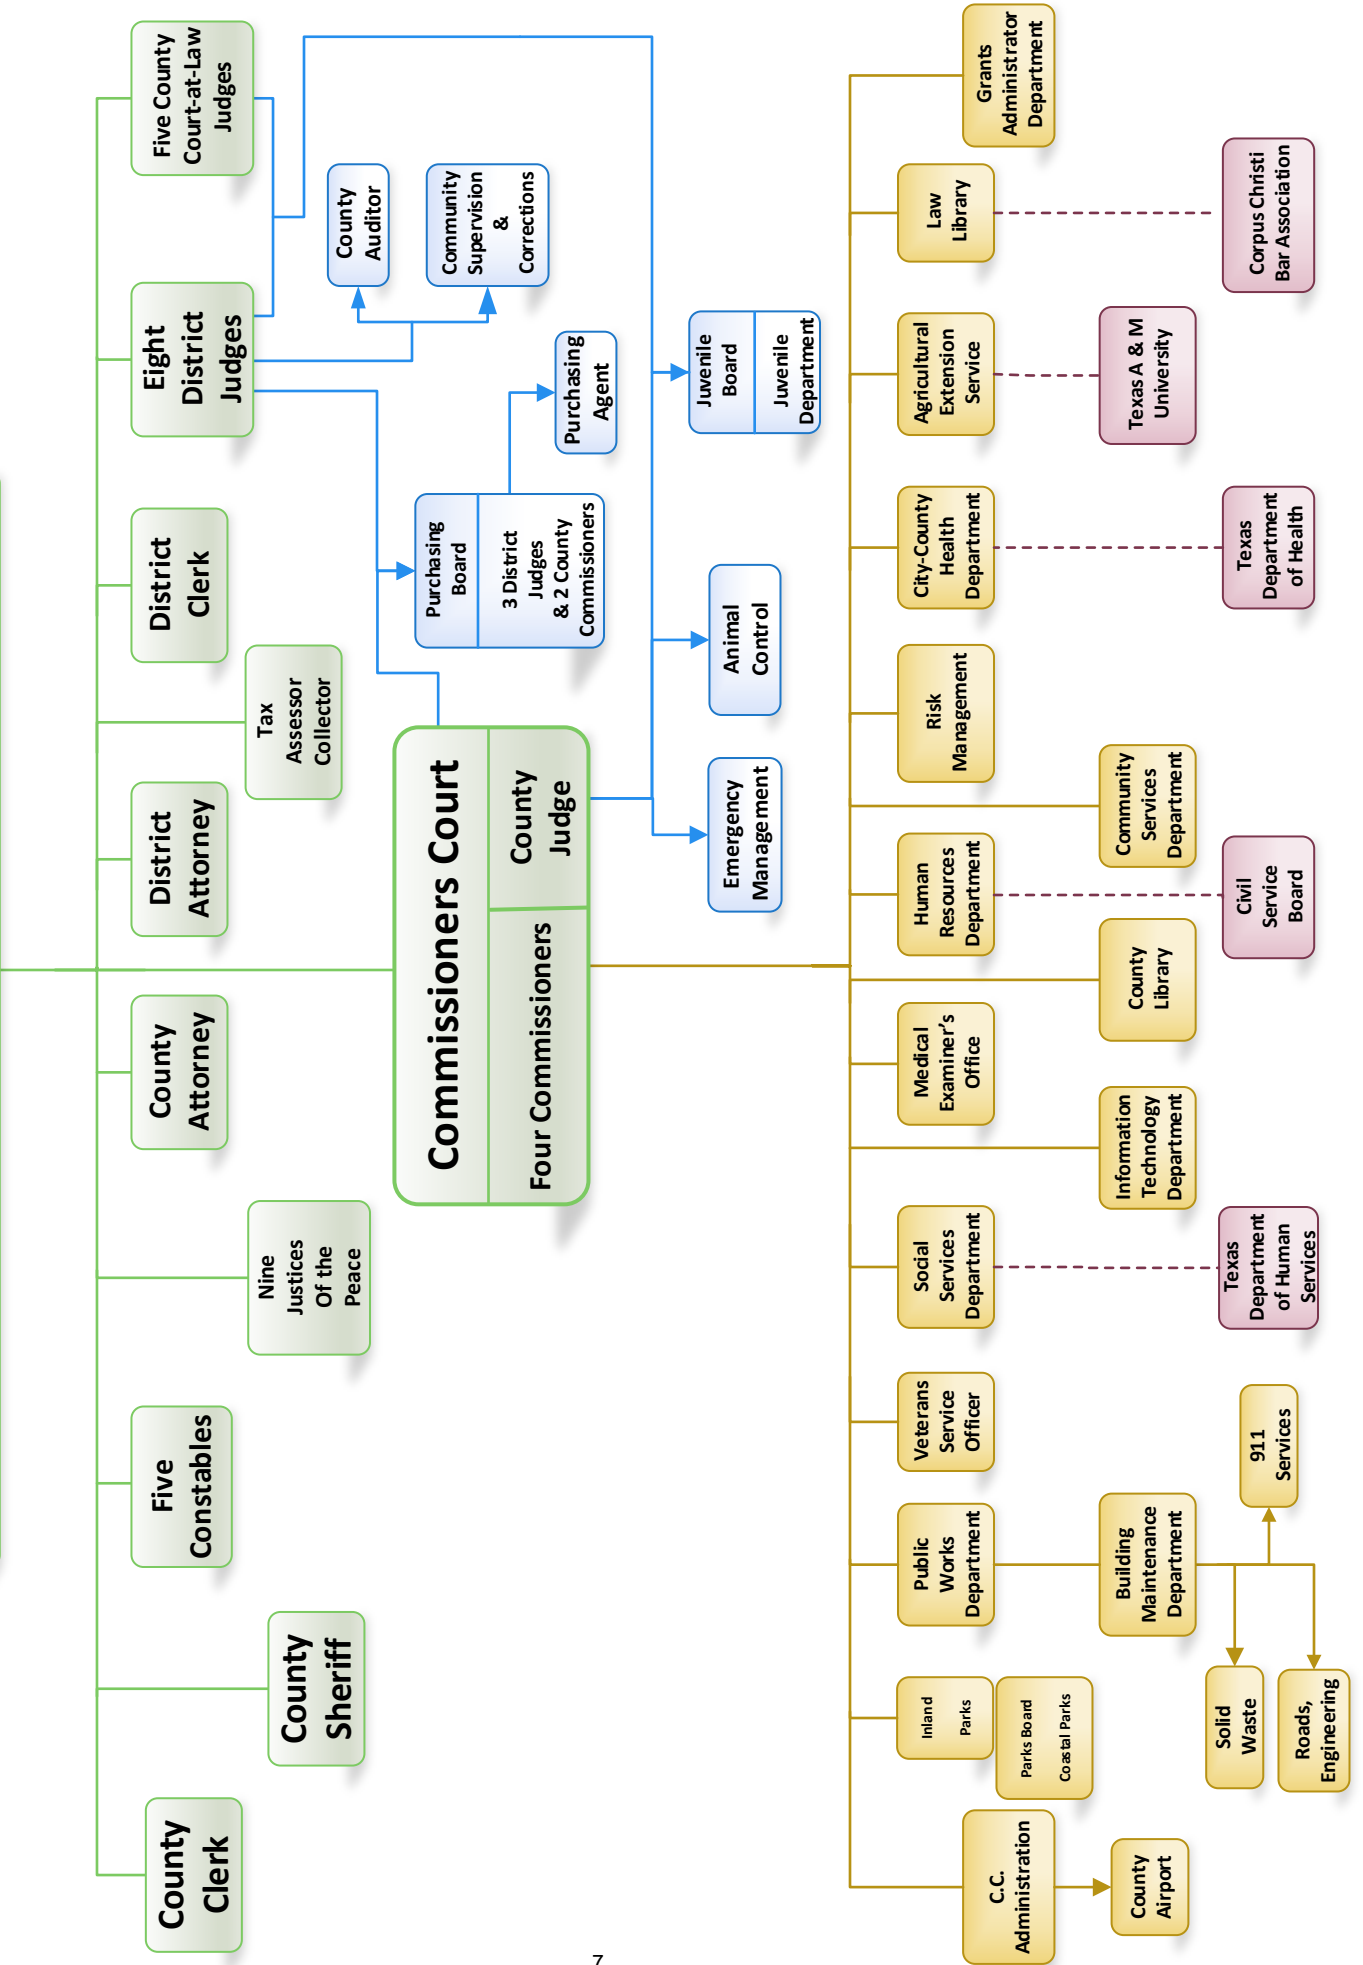 County
Clerk
County
Sheriff
Five
Constables
Nine
Justices
Of the
Peace
County
Attorney
District
Attorney
Tax
Assessor
Collector
District
Clerk
Eight
District
Judges
Five County
Court-at-Law
Judges
Commissioners Court
Four Commissioners
County
Judge
Purchasing
Board
3 District
Judges
& 2 County
Commissioners
Purchasing
Agent
County
Auditor
Community
Supervision
&
Corrections
Emergency
Management
Animal
Control
Juvenile
Board
Juvenile
Department
C.C.
Administration
County
Airport
Inland
Parks
Parks Board
Coastal Parks
Public
Works
Department
Building
Maintenance
Department
Solid
Waste
Roads,
Engineering
911
Services
Veterans
Service
Officer
Social
Services
Department
Texas
Department
of Human
Services
Information
Technology
Department
Medical
Examiner's
Office
County
Library
Human
Resources
Department
Civil
Service
Board
Community
Services
Department
Risk
Management
City-County
Health
Department
Texas
Department
of Health
Agricultural
Extension
Service
Texas A & M
University
Law
Library
Corpus Christi
Bar Association
Grants
Administrator
Department
7